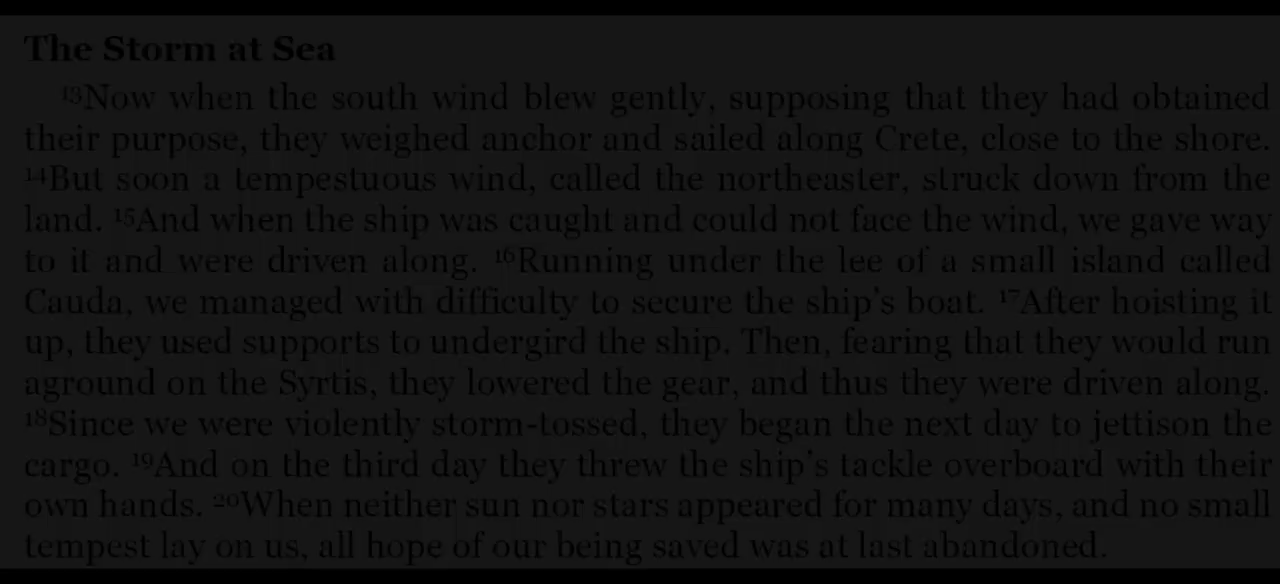 The Storm at Sea
¹³Now when the south wind blew gently, supposing that they had obtained
their purpose, they weighed anchor and sailed along Crete, close to the shore.
¹⁴But soon a tempestuous wind, called the northeaster, struck down from the
land. ¹⁵And when the ship was caught and could not face the wind, we gave way
to it and were driven along. ¹⁶Running under the lee of a small island called
Cauda, we managed with difficulty to secure the ship’s boat. ¹⁷After hoisting it
up, they used supports to undergird the ship. Then, fearing that they would run
aground on the Syrtis, they lowered the gear, and thus they were driven along.
¹⁸Since we were violently storm-tossed, they began the next day to jettison the
cargo. ¹⁹And on the third day they threw the ship’s tackle overboard with their
own hands. ²⁰When neither sun nor stars appeared for many days, and no small
tempest lay on us, all hope of our being saved was at last abandoned.